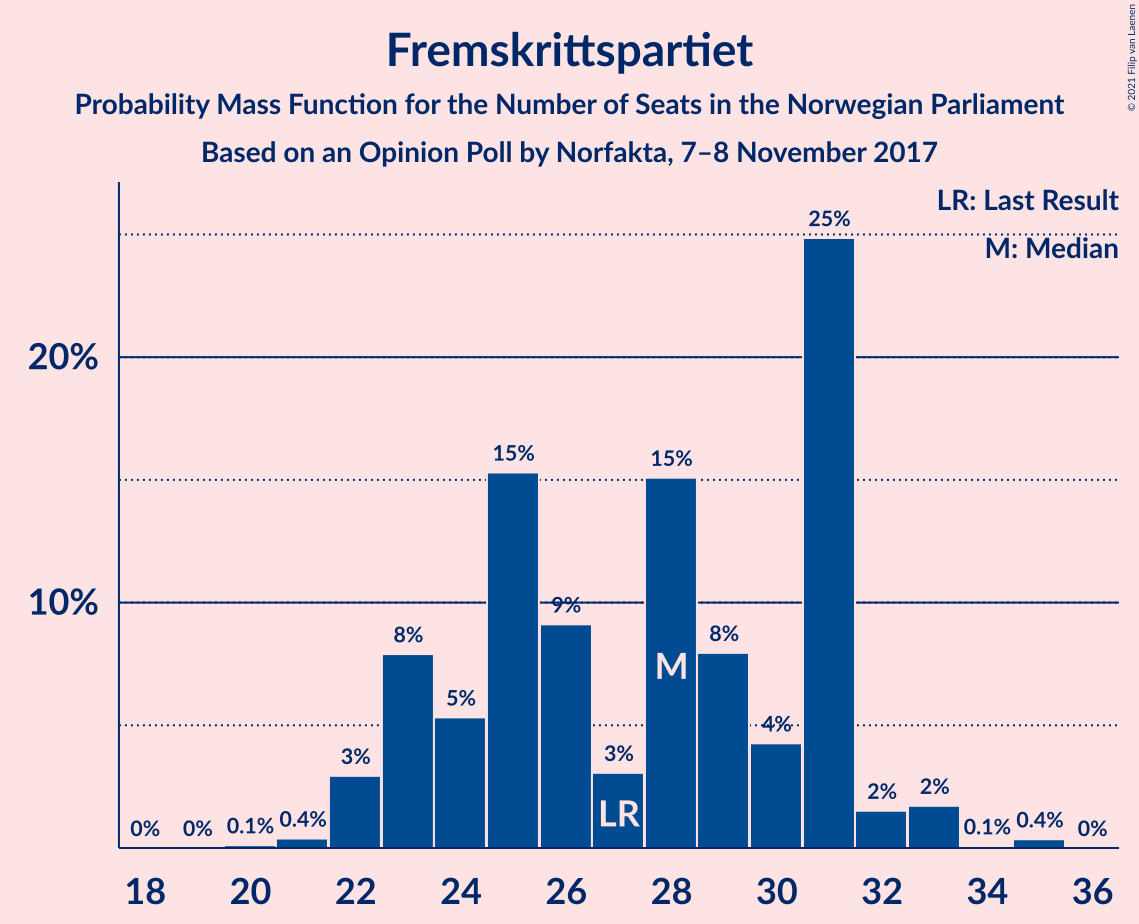 Fremskrittspartiet
Probability Mass Function for the Number of Seats in the Norwegian Parliament
Based on an Opinion Poll by Norfakta, 7–8 November 2017
© 2021 Filip van Laenen
LR: Last Result
M: Median
20%
10%
0% 0% 0.1% 0.4% 3% 8% 5% 15% 9% 3% 15% 8% 4% 25% 2% 2% 0.1% 0.4% 0%
M
LR
18 20 22 24 26 28 30 32 34 36